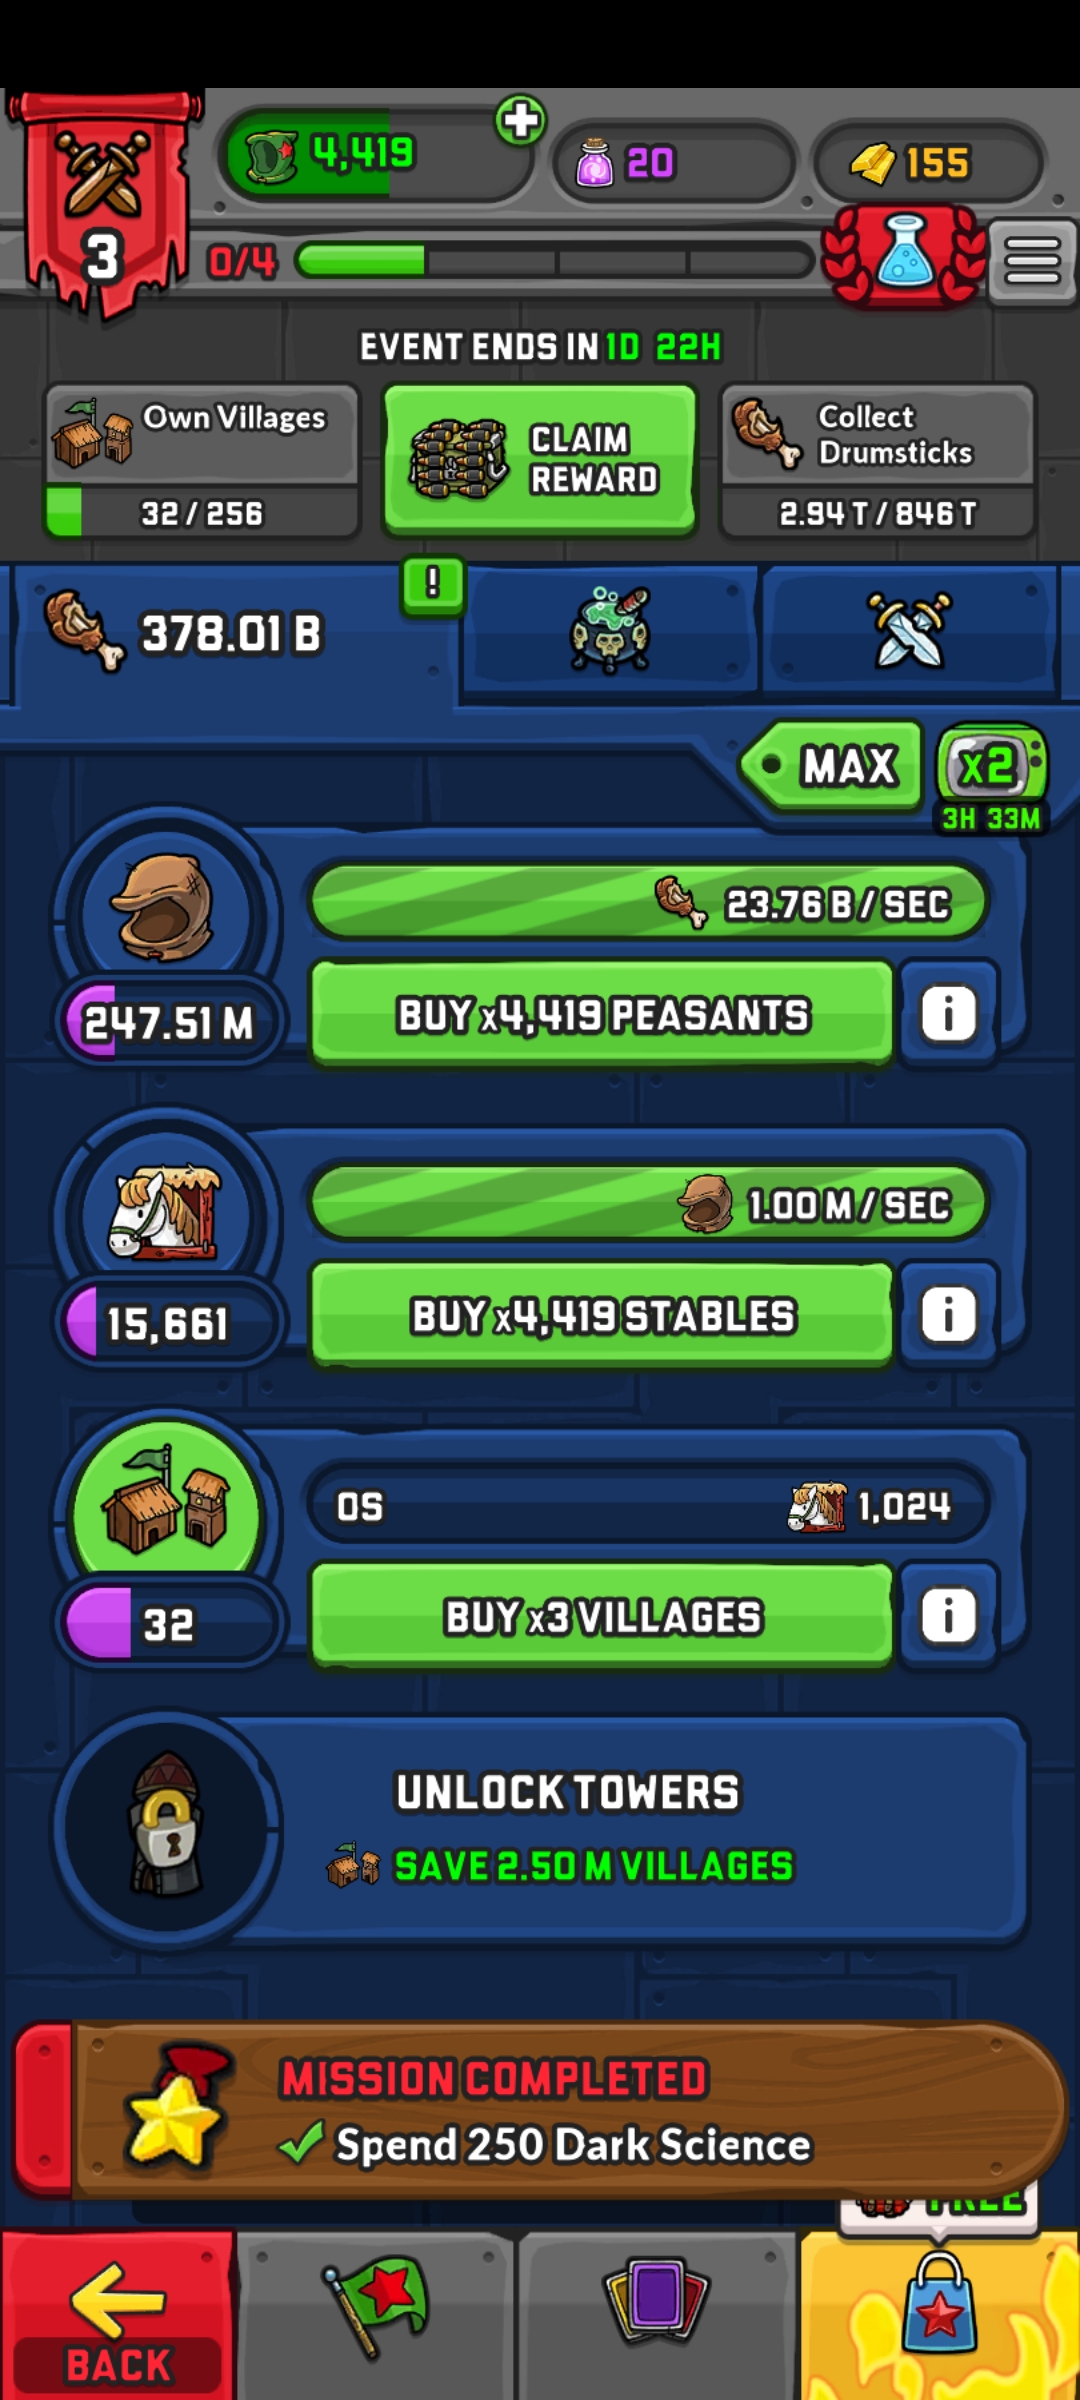 4,419
20
155
3
0/4
EVENT ENDS IN 1D 22H
Own Villages
32 / 256
CLAIM
REWARD
Collect
Drumsticks
2.94 T / 846 T
!
378.01 B
MAX
x2
3H 33M
23.76 B / SEC
247.51 M
BUY x4,419 PEASANTS
i
1.00 M / SEC
15,661
BUY x4,419 STABLES
i
0S
1,024
32
BUY x3 VILLAGES
i
UNLOCK TOWERS
SAVE 2.50 M VILLAGES
MISSION COMPLETED
Spend 250 Dark Science
FREE
BACK